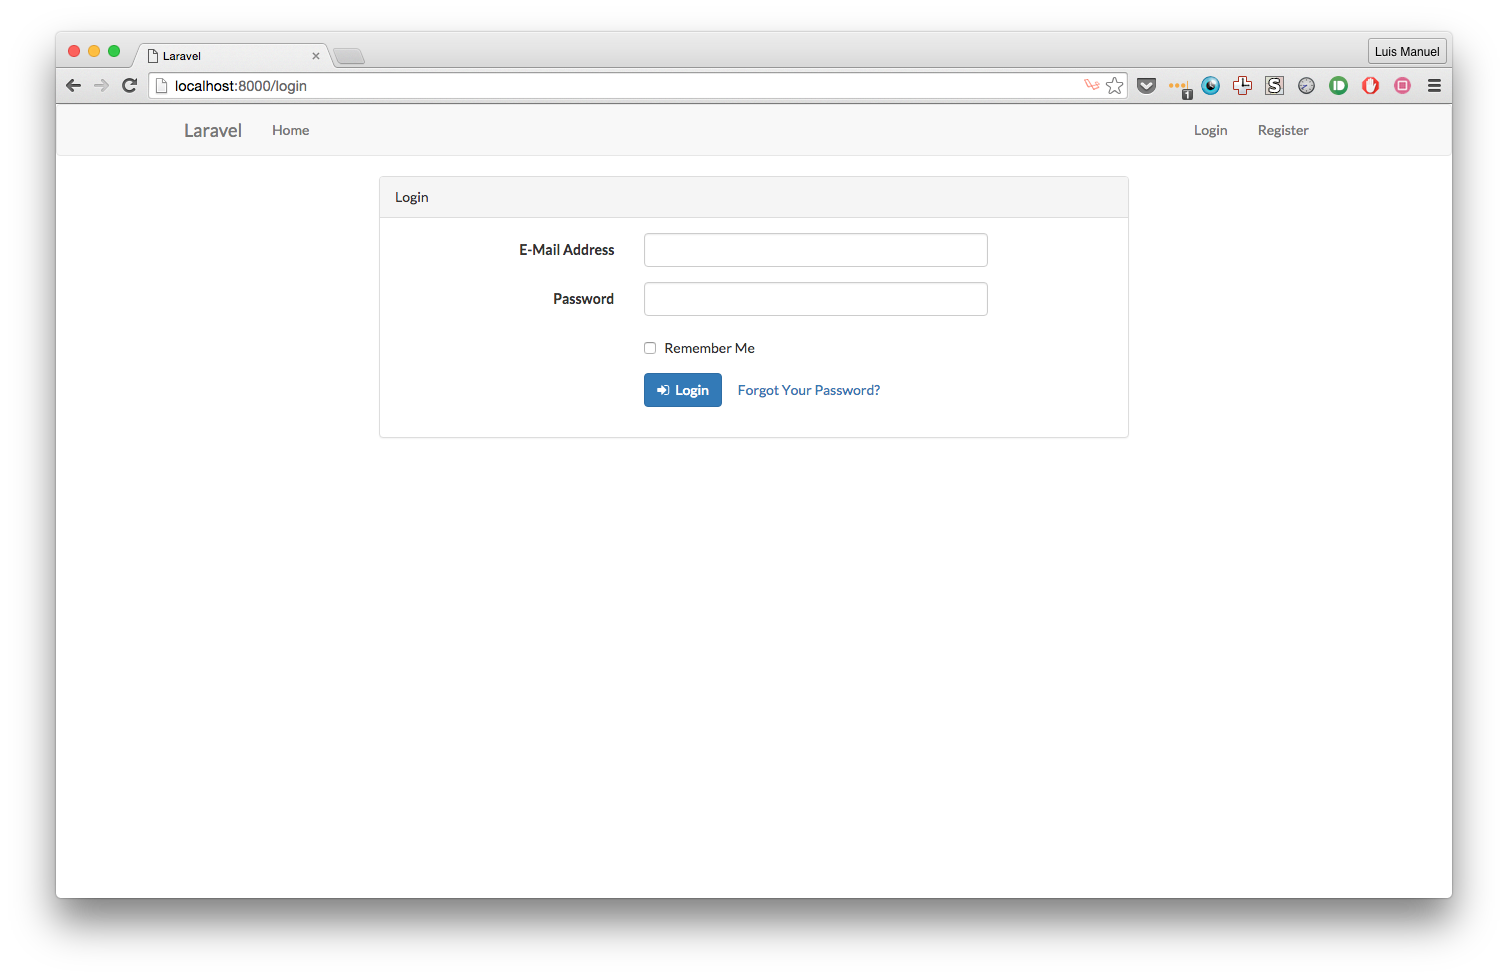 Laravel
Luis Manuel
localhost:8000/login
1
S
Laravel Home Login Register
Login
E-Mail Address
Password
Remember Me
Login Forgot Your Password?